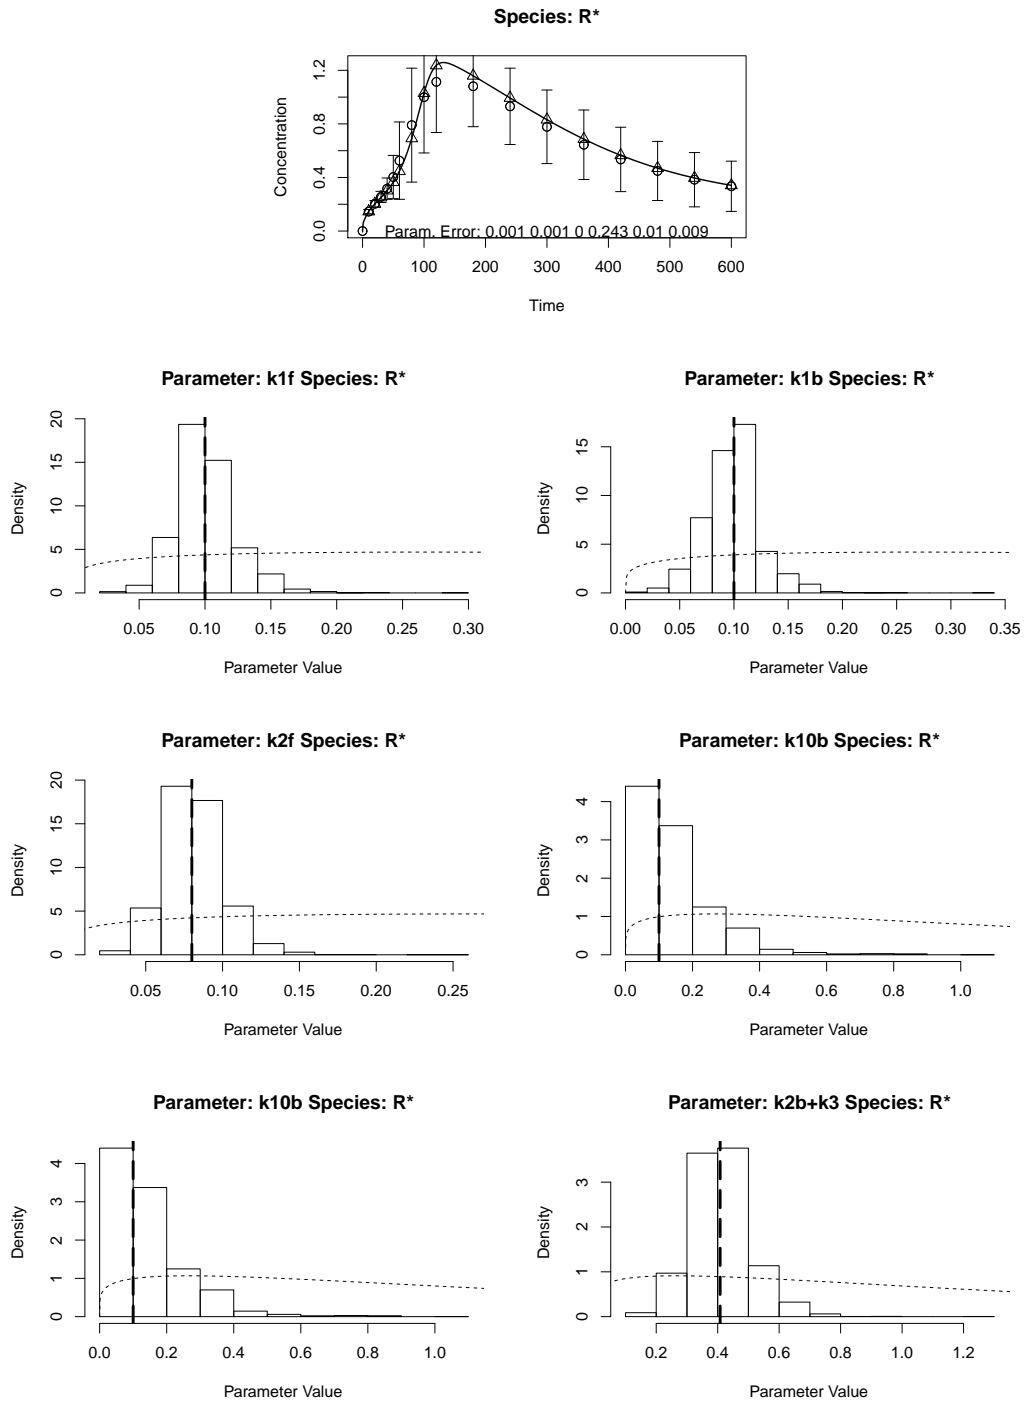 Species: R*
Concentration
0.0 0.4 0.8 1.2
Param. Error: 0.001 0.001 0 0.243 0.01 0.009
0 100 200 300 400 500 600
Time
Parameter: k1f Species: R*
Density
0 5 10 15 20
0.05 0.10 0.15 0.20 0.25 0.30
Parameter Value
Parameter: k1b Species: R*
Density
0 5 10 15
0.00 0.05 0.10 0.15 0.20 0.25 0.30 0.35
Parameter Value
Parameter: k2f Species: R*
Density
0 5 10 15 20
0.05 0.10 0.15 0.20 0.25
Parameter Value
Parameter: k10b Species: R*
Density
0 1 2 3 4
0.0 0.2 0.4 0.6 0.8 1.0
Parameter Value
Parameter: k10b Species: R*
Density
0 1 2 3 4
0.0 0.2 0.4 0.6 0.8 1.0
Parameter Value
Parameter: k2b+k3 Species: R*
Density
0 1 2 3
0.2 0.4 0.6 0.8 1.0 1.2
Parameter Value